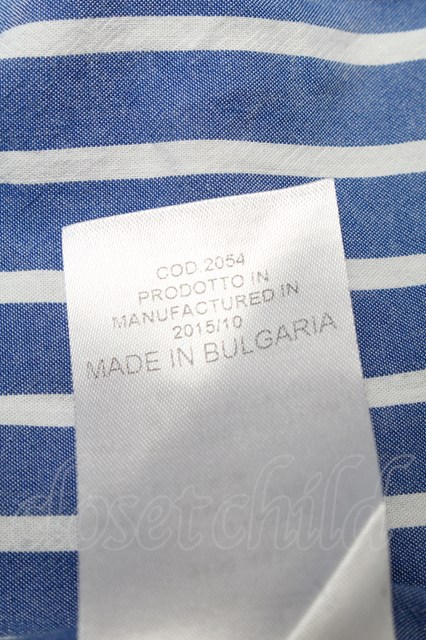 COD.2054
PRODOTTO IN
MANUFACTURED IN
2015/10
MADE IN BULGARIA
closetchild